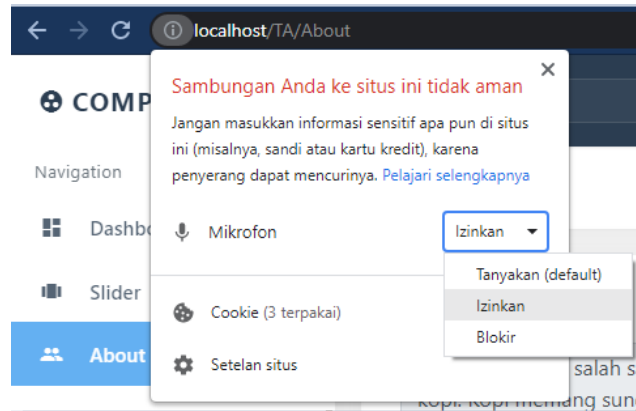 localhost/TA/About
COMP
Sambungan Anda ke situs ini tidak aman
Jangan masukkan informasi sensitif apa pun di situs
ini (misalnya, sandi atau kartu kredit), karena
penyerang dapat mencurinya. Pelajari selengkapnya
Navigation
Dashbo
Mikrofon
Izinkan
Tanyakan (default)
Izinkan
Blokir
Slider
Cookie (3 terpakai)
About
Setelan situs
salah s
kopi. Kopi memang sung